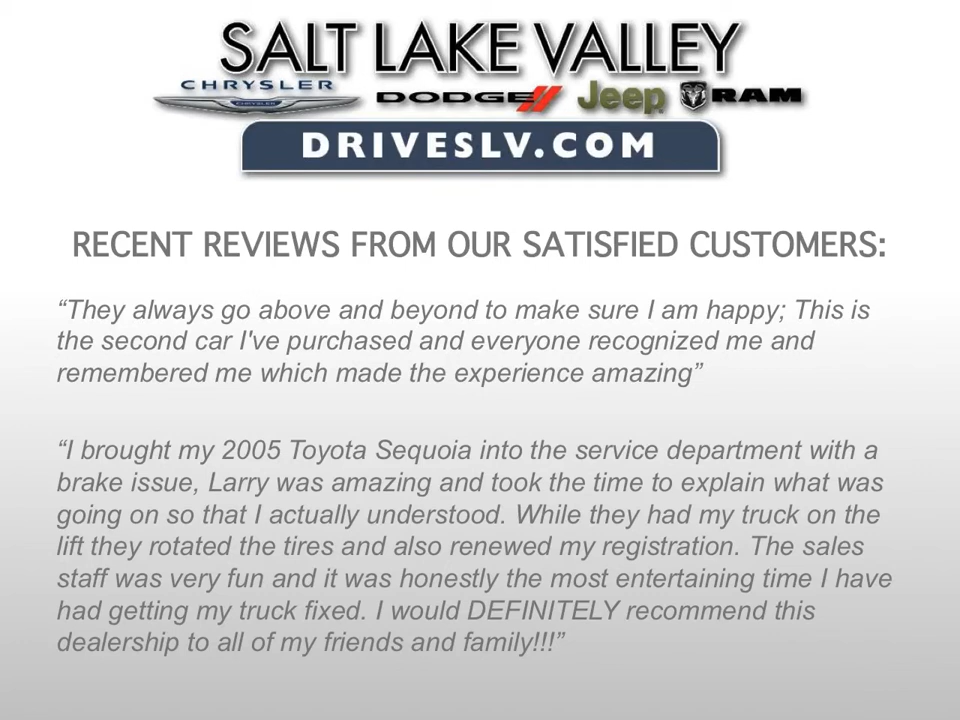 SALT LAKE VALLEY
CHRYSLER DODGE Jeep RAM
CHRYSLER
DRIVESLV.COM
RECENT REVIEWS FROM OUR SATISFIED CUSTOMERS:
“They always go above and beyond to make sure I am happy; This is
the second car I've purchased and everyone recognized me and
remembered me which made the experience amazing”
“I brought my 2005 Toyota Sequoia into the service department with a
brake issue, Larry was amazing and took the time to explain what was
going on so that I actually understood. While they had my truck on the
lift they rotated the tires and also renewed my registration. The sales
staff was very fun and it was honestly the most entertaining time I have
had getting my truck fixed. I would DEFINITELY recommend this
dealership to all of my friends and family!!!”